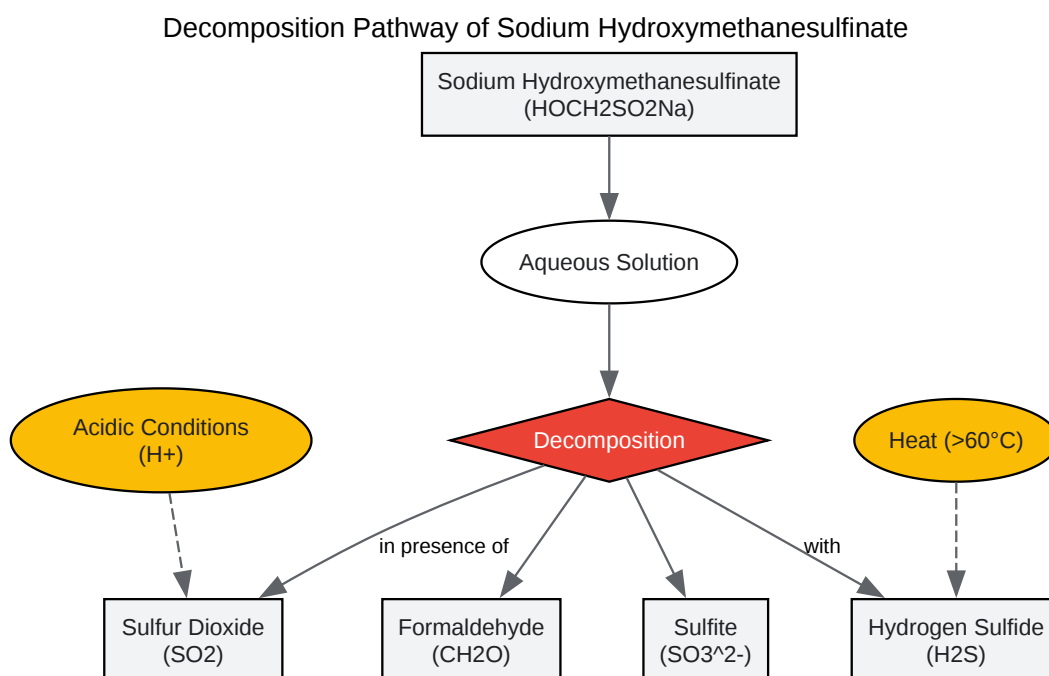 Decomposition Pathway of Sodium Hydroxymethanesulfinate
Sodium Hydroxymethanesulfinate
(HOCH2SO2Na)
Aqueous Solution
Acidic Conditions
(H+)
Decomposition
Heat (>60°C)
in presence of
with
Sulfur Dioxide
(SO2)
Formaldehyde
(CH2O)
Sulfite
(SO3^2-)
Hydrogen Sulfide
(H2S)